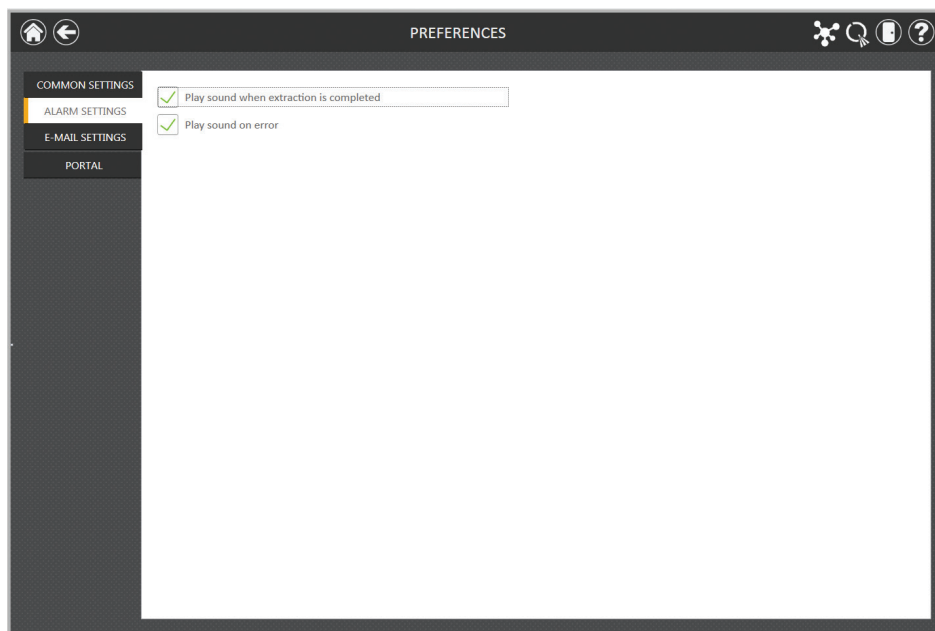 PREFERENCES
?
COMMON SETTINGS
ALARM SETTINGS
E-MAIL SETTINGS
PORTAL
Play sound when extraction is completed
Play sound on error